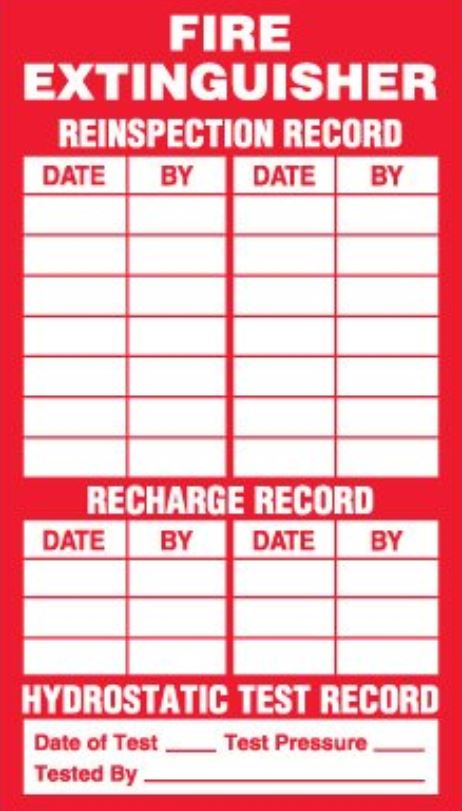 FIRE
EXTINGUISHER
REINSPECTION RECORD
DATE BY DATE BY
RECHARGE RECORD
DATE BY DATE BY
HYDROSTATIC TEST RECORD
Date of Test ____ Test Pressure ____
Tested By ______________________